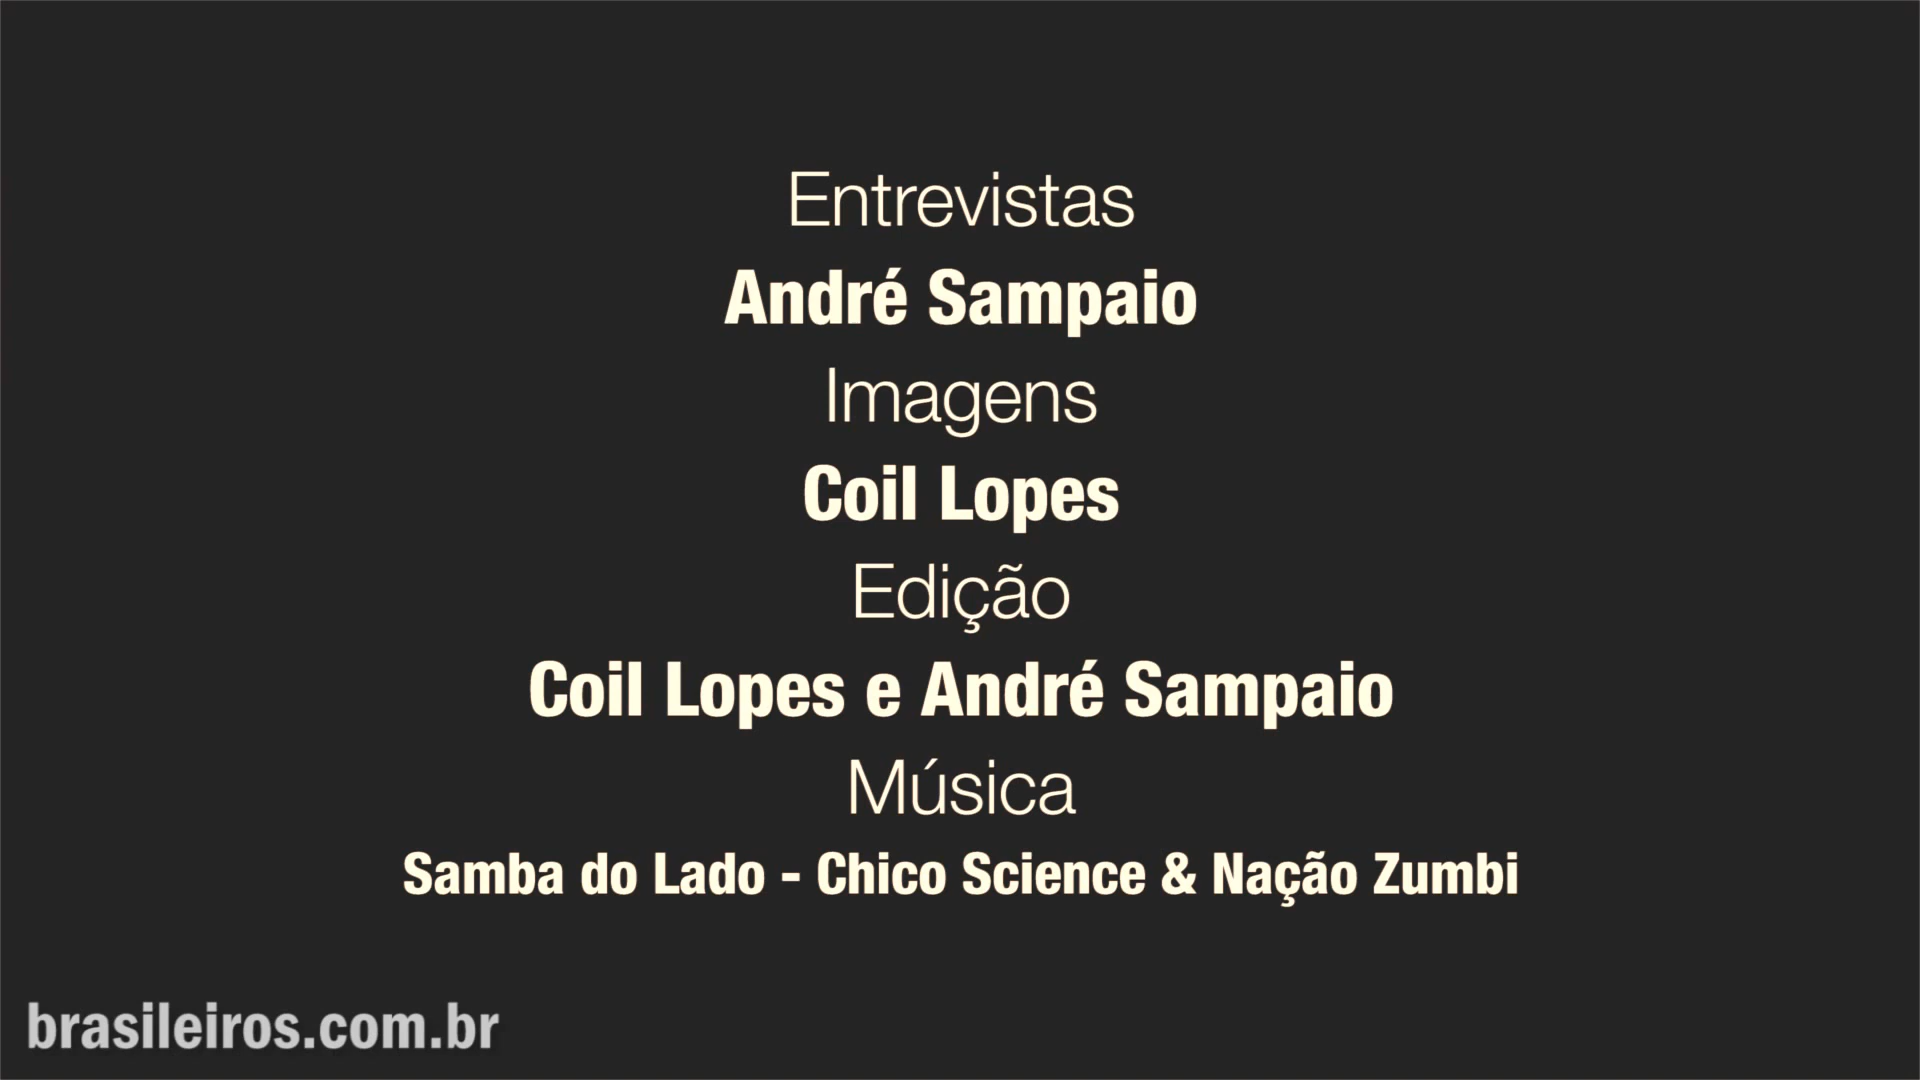 Entrevistas
André Sampaio
Imagens
Coil Lopes
Edição
Coil Lopes e André Sampaio
Música
Samba do Lado - Chico Science & Nação Zumbi
brasileiros.com.br